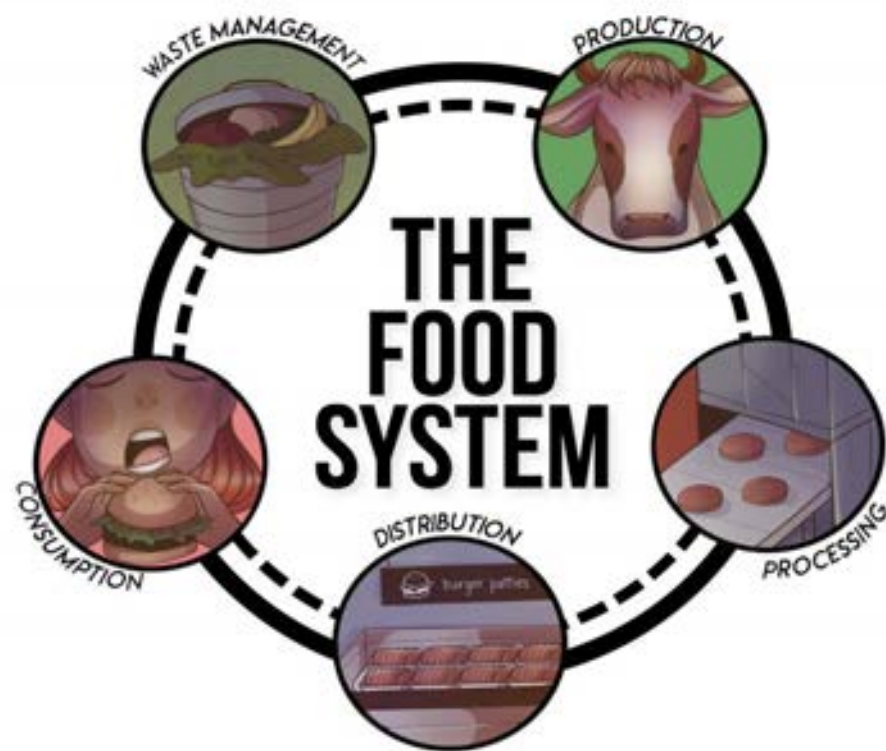 WASTE MANAGEMENT
PRODUCTION
THE
FOOD
SYSTEM
CONSUMPTION
DISTRIBUTION
PROCESSING
burger patties